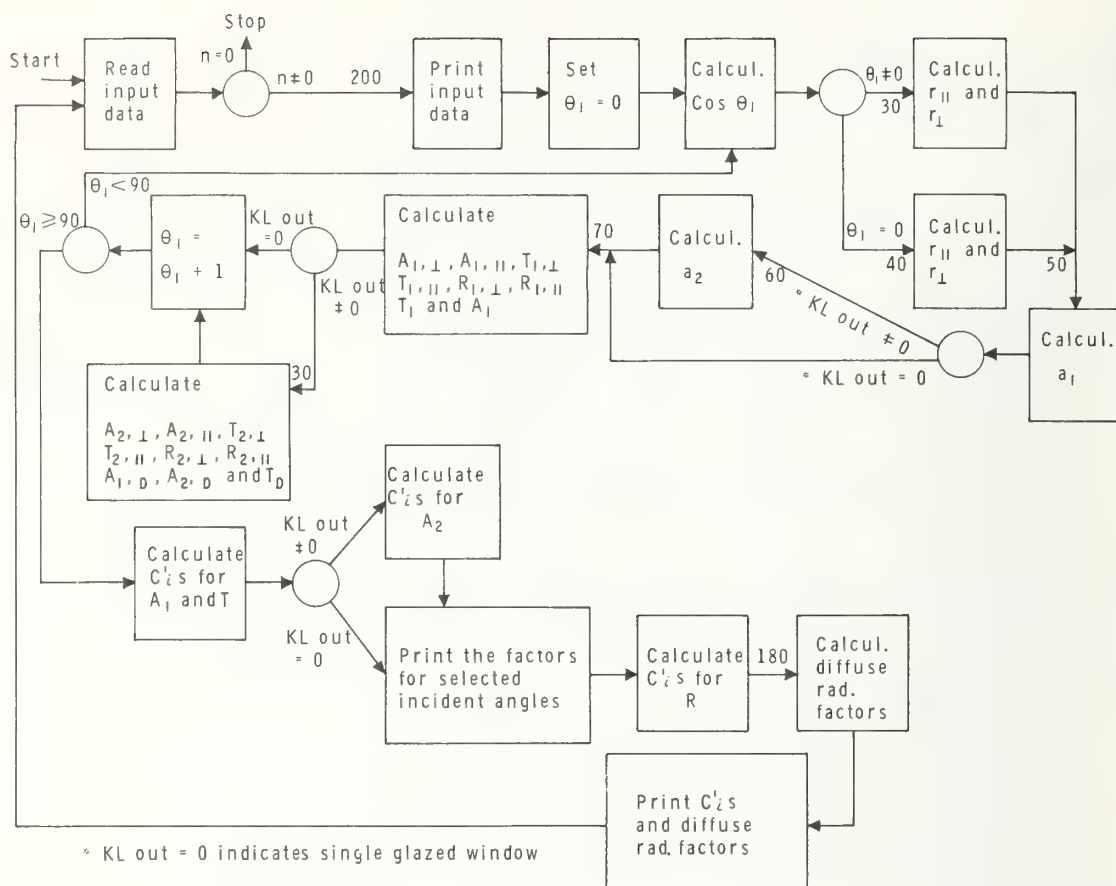 Stop
Start
n=0
n≠0
200
Read
input
data
Print
input
data
Set
θ₁ = 0
Calcul.
Cos θ₁
θ₁≠0
30
Calcul.
r|| and
r⊥
θ₁ = 0
40
Calcul.
r|| and
r⊥
50
Calcul.
a₁
* KL out ≠0
* KL out = 0
60
Calcul.
a₂
70
Calculate
A₁,⊥, A₁,||, T₁,⊥
T₁,||, R₁,⊥, R₁,||
T₁ and A₁
KL out
=0
KL out
≠0
θ₁ =
θ₁ + 1
θ₁<90
θ₁≥90
30
Calculate
A₂,⊥, A₂,||, T₂,⊥
T₂,||, R₂,⊥, R₂,||
A₁,D, A₂,D and T_D
Calculate
C'ᵢs for
A₁ and T
KL out
≠0
KL out
= 0
Calculate
C'ᵢs for
A₂
Print the factors
for selected
incident angles
Calculate
C'ᵢs for
R
180
Calcul.
diffuse
rad.
factors
Print C'ᵢs
and diffuse
rad. factors
* KL out = 0 indicates single glazed window